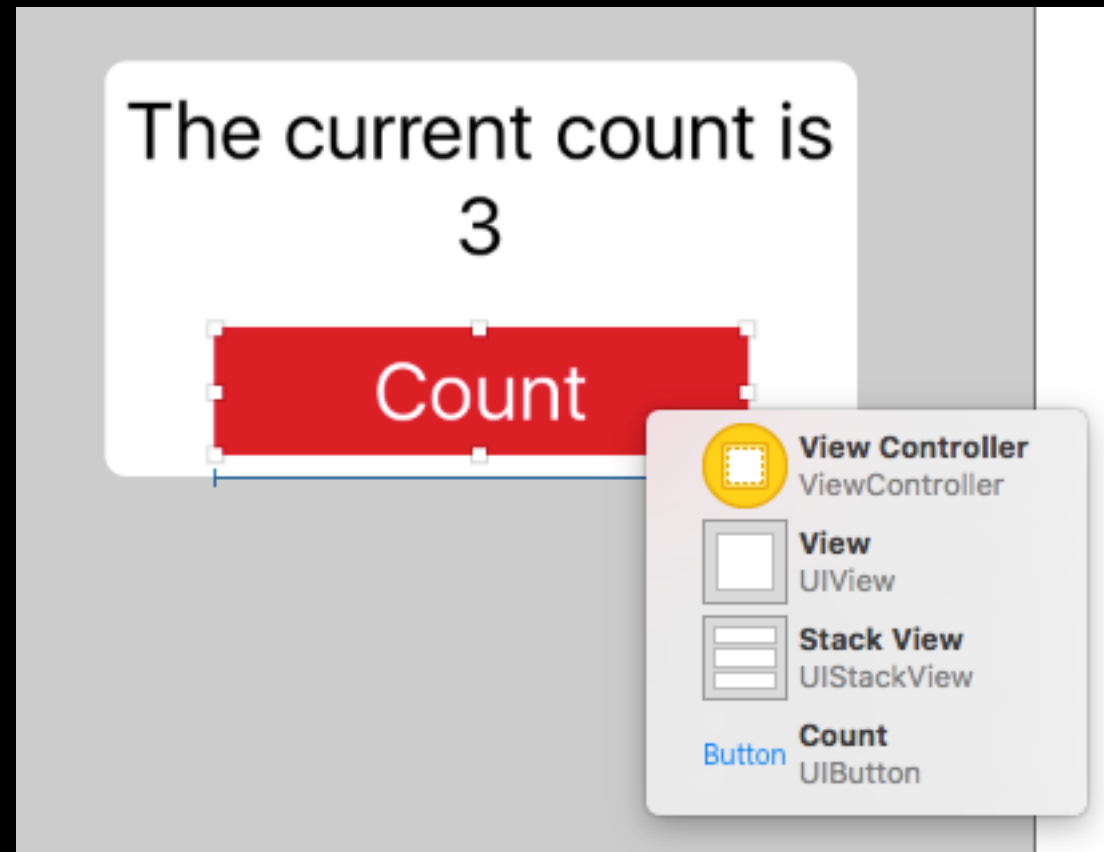 The current count is
3
Count
View Controller
ViewController
View
UIView
Stack View
UIStackView
Button
Count
UIButton